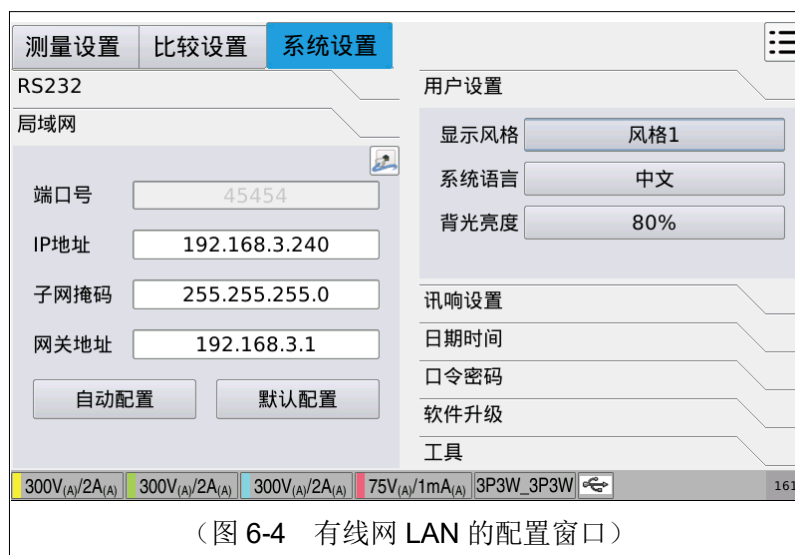 测量设置 比较设置 系统设置
RS232
局域网
端口号 45454
IP地址 192.168.3.240
子网掩码 255.255.255.0
网关地址 192.168.3.1
自动配置 默认配置
用户设置
显示风格 风格1
系统语言 中文
背光亮度 80%
讯响设置
日期时间
口令密码
软件升级
工具
300V(A)/2A(A) 300V(A)/2A(A) 300V(A)/2A(A) 75V(A)/1mA(A) 3P3W_3P3W 161
(图 6-4 有线网 LAN 的配置窗口)